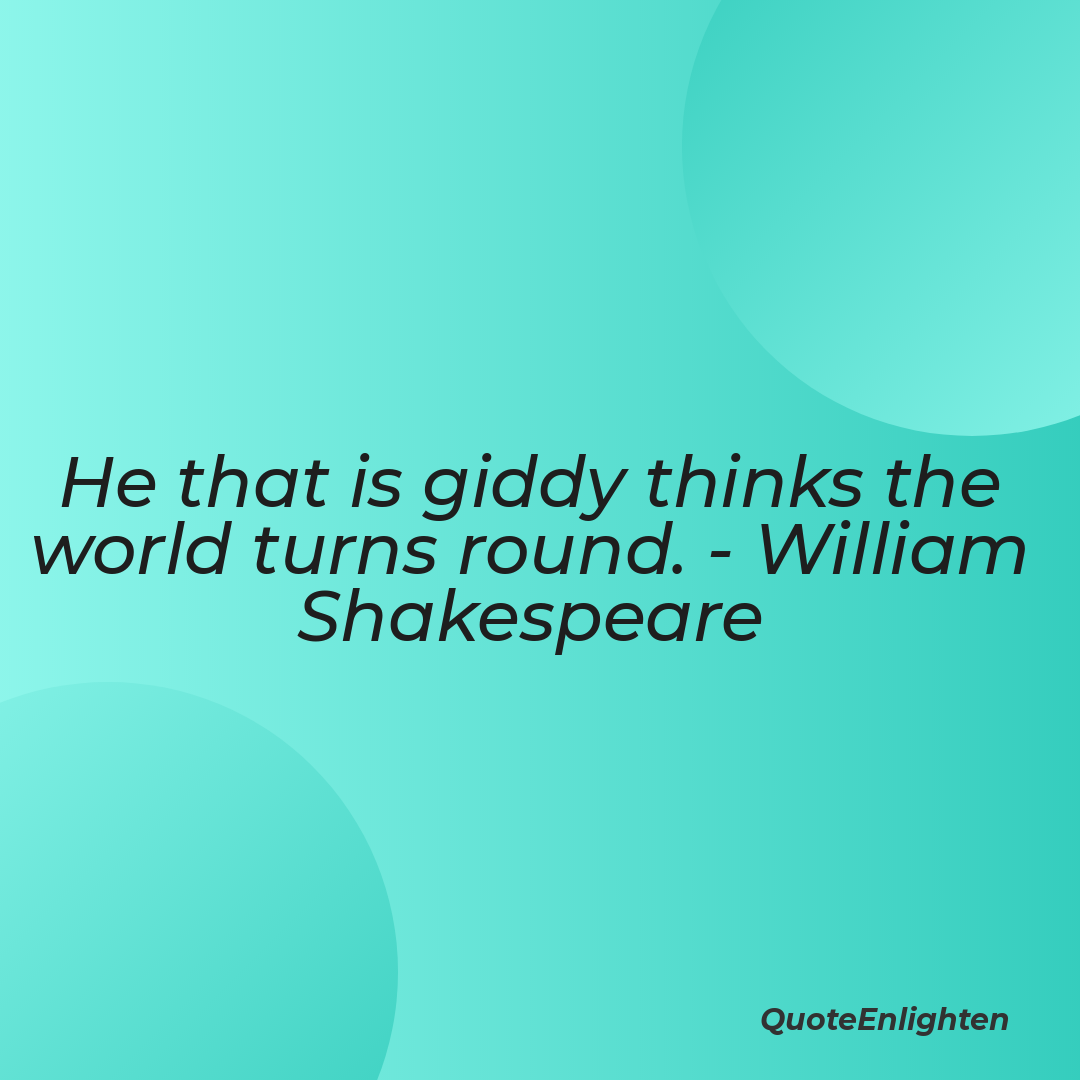 He that is giddy thinks the
world turns round. - William
Shakespeare
QuoteEnlighten